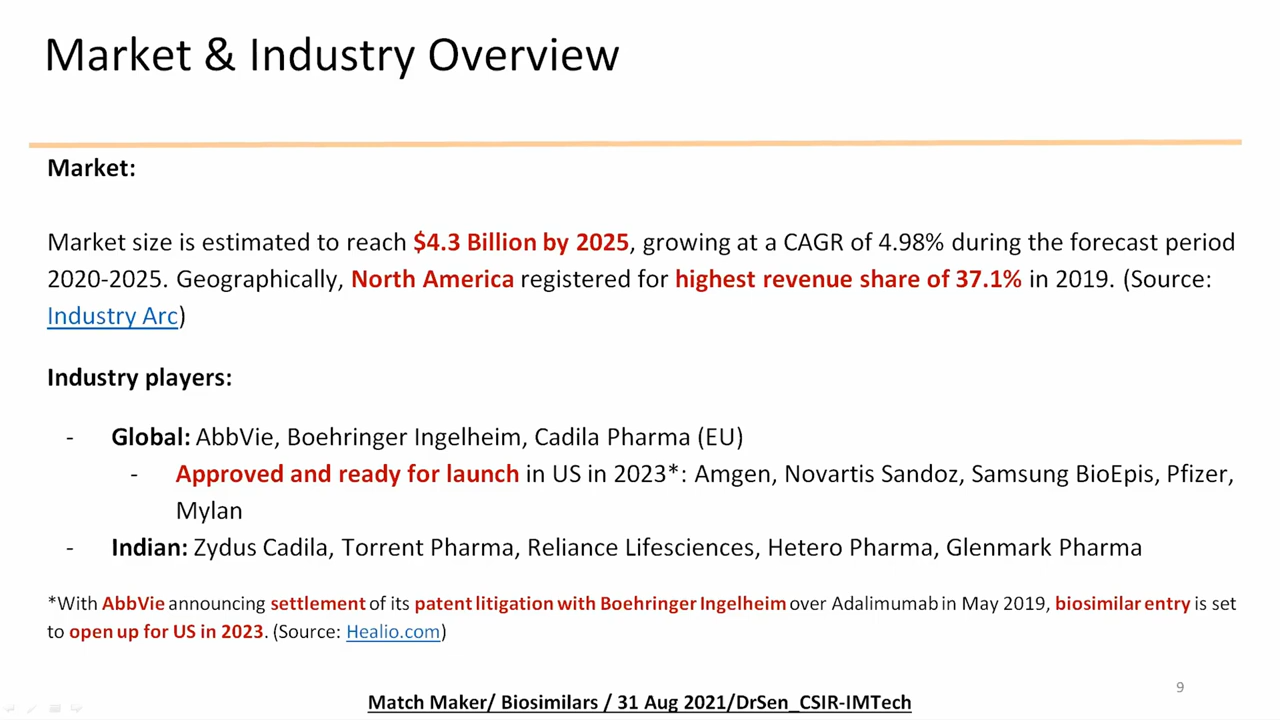 Market & Industry Overview
Market:
Market size is estimated to reach $4.3 Billion by 2025, growing at a CAGR of 4.98% during the forecast period
2020-2025. Geographically, North America registered for highest revenue share of 37.1% in 2019. (Source:
Industry Arc)
Industry players:
- Global: AbbVie, Boehringer Ingelheim, Cadila Pharma (EU)
- Approved and ready for launch in US in 2023*: Amgen, Novartis Sandoz, Samsung BioEpis, Pfizer,
Mylan
- Indian: Zydus Cadila, Torrent Pharma, Reliance Lifesciences, Hetero Pharma, Glenmark Pharma
*With AbbVie announcing settlement of its patent litigation with Boehringer Ingelheim over Adalimumab in May 2019, biosimilar entry is set
to open up for US in 2023. (Source: Healio.com)
9
Match Maker/ Biosimilars / 31 Aug 2021/DrSen_CSIR-IMTech